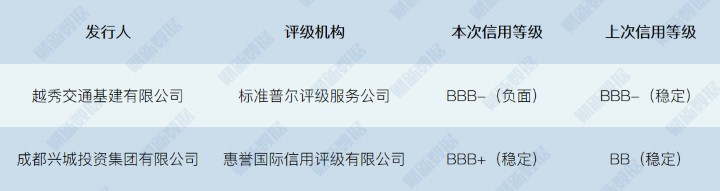 发行人 评级机构 本次信用等级 上次信用等级
越秀交通基建有限公司 标准普尔评级服务公司 BBB-（负面） BBB-（稳定）
成都兴城投资集团有限公司 惠誉国际信用评级有限公司 BBB+（稳定） BB（稳定）